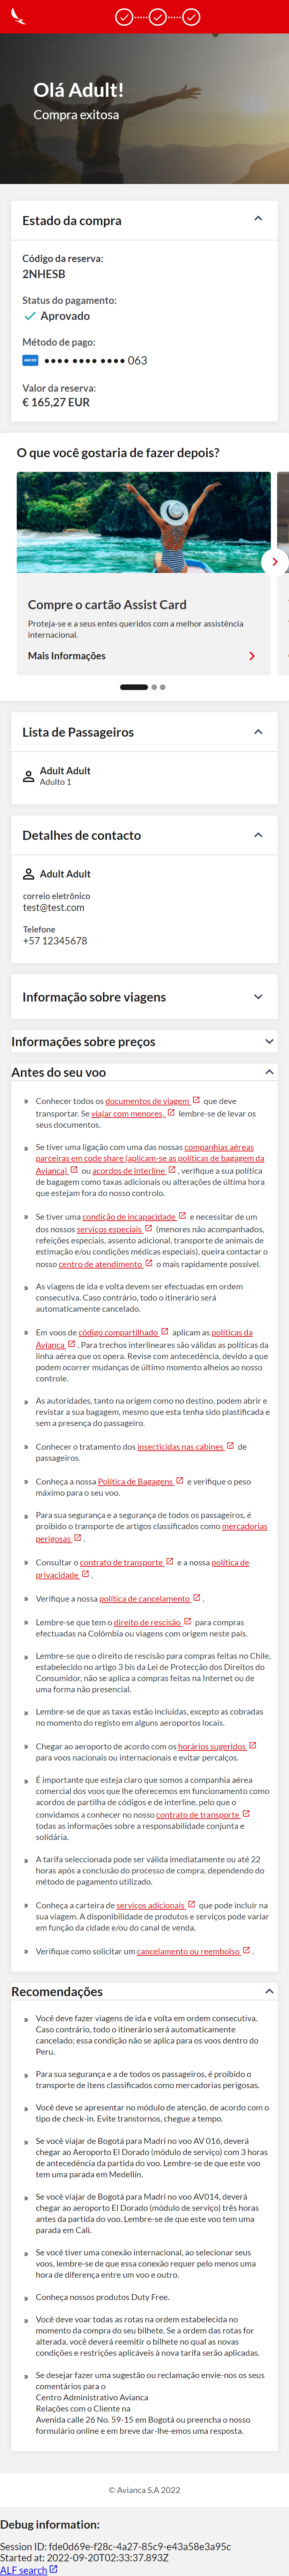 Olá Adult!
Compra exitosa
Estado da compra
Código da reserva:
2NHESB
Status do pagamento:
Aprovado
Método de pago:
AMEX •••• •••• •••• 063
Valor da reserva:
€ 165,27 EUR
O que você gostaria de fazer depois?
Compre o cartão Assist Card
Proteja-se e a seus entes queridos com a melhor assistência
internacional.
Mais Informações
Lista de Passageiros
Adult Adult
Adulto 1
Detalhes de contacto
Adult Adult
correio eletrônico
test@test.com
Telefone
+57 12345678
Informação sobre viagens
Informações sobre preços
Antes do seu voo
» Conhecer todos os documentos de viagem que deve
transportar. Se viajar com menores, lembre-se de levar os
seus documentos.
» Se tiver uma ligação com uma das nossas companhias aéreas
parceiras em code share (aplicam-se as políticas de bagagem da
Avianca) ou acordos de interline , verifique a sua política
de bagagem como taxas adicionais ou alterações de última hora
que estejam fora do nosso controlo.
» Se tiver uma condição de incapacidade e necessitar de um
dos nossos serviços especiais (menores não acompanhados,
refeições especiais, assento adicional, transporte de animais de
estimação e/ou condições médicas especiais), queira contactar o
nosso centro de atendimento o mais rapidamente possível.
» As viagens de ida e volta devem ser efectuadas em ordem
consecutiva. Caso contrário, todo o itinerário será
automaticamente cancelado.
» Em voos de código compartilhado aplicam as políticas da
Avianca . Para trechos interlineares são válidas as políticas da
linha aérea que os opera. Revise com antecedência, devido a que
podem ocorrer mudanças de último momento alheios ao nosso
controle.
» As autoridades, tanto na origem como no destino, podem abrir e
revistar a sua bagagem, mesmo que esta tenha sido plastificada e
sem a presença do passageiro.
» Conhecer o tratamento dos insecticidas nas cabines de
passageiros.
» Conheça a nossa Política de Bagagens e verifique o peso
máximo para o seu voo.
» Para sua segurança e a segurança de todos os passageiros, é
proibido o transporte de artigos classificados como mercadorias
perigosas .
» Consultar o contrato de transporte e a nossa política de
privacidade .
» Verifique a nossa política de cancelamento .
» Lembre-se que tem o direito de rescisão para compras
efectuadas na Colômbia ou viagens com origem neste país.
» Lembre-se que o direito de rescisão para compras feitas no Chile,
estabelecido no artigo 3 bis da Lei de Protecção dos Direitos do
Consumidor, não se aplica a compras feitas na Internet ou de
uma forma não presencial.
» Lembre-se de que as taxas estão incluídas, excepto as cobradas
no momento do registo em alguns aeroportos locais.
» Chegar ao aeroporto de acordo com os horários sugeridos
para voos nacionais ou internacionais e evitar percalços.
» É importante que esteja claro que somos a companhia aérea
comercial dos voos que lhe oferecemos em funcionamento como
acordos de partilha de códigos e de interline, pelo que o
convidamos a conhecer no nosso contrato de transporte
todas as informações sobre a responsabilidade conjunta e
solidária.
» A tarifa seleccionada pode ser válida imediatamente ou até 22
horas após a conclusão do processo de compra, dependendo do
método de pagamento utilizado.
» Conheça a carteira de serviços adicionais que pode incluir na
sua viagem. A disponibilidade de produtos e serviços pode variar
em função da cidade e/ou do canal de venda.
» Verifique como solicitar um cancelamento ou reembolso .
Recomendações
» Você deve fazer viagens de ida e volta em ordem consecutiva.
Caso contrário, todo o itinerário será automaticamente
cancelado; essa condição não se aplica para os voos dentro do
Peru.
» Para sua segurança e a de todos os passageiros, é proibido o
transporte de itens classificados como mercadorias perigosas.
» Você deve se apresentar no módulo de atenção, de acordo com o
tipo de check-in. Evite transtornos, chegue a tempo.
» Se você viajar de Bogotá para Madri no voo AV 016, deverá
chegar ao Aeroporto El Dorado (módulo de serviço) com 3 horas
de antecedência da partida do voo. Lembre-se de que este voo
tem uma parada em Medellín.
» Se você viajar de Bogotá para Madri no voo AV014, deverá
chegar ao aeroporto El Dorado (módulo de serviço) três horas
antes da partida do voo. Lembre-se de que este voo tem uma
parada em Cali.
» Se você tiver uma conexão internacional, ao selecionar seus
voos, lembre-se de que essa conexão requer pelo menos uma
hora de diferença entre um voo e outro.
» Conheça nossos produtos Duty Free.
» Você deve voar todas as rotas na ordem estabelecida no
momento da compra do seu bilhete. Se a ordem das rotas for
alterada, você deverá reemitir o bilhete no qual as novas
condições e restrições aplicáveis à nova tarifa serão aplicadas.
» Se desejar fazer uma sugestão ou reclamação envie-nos os seus
comentários para o
Centro Administrativo Avianca
Relações com o Cliente na
Avenida calle 26 No. 59-15 em Bogotá ou preencha o nosso
formulário online e em breve dar-lhe-emos uma resposta.
© Avianca S.A 2022
Debug information:
Session ID: fde0d69e-f28c-4a27-85c9-e43a58e3a95c
Started at: 2022-09-20T02:33:37.893Z
ALF search